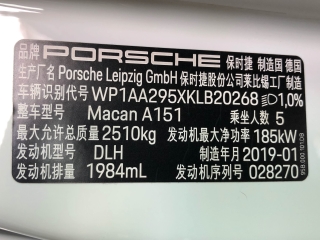 品牌 PORSCHE 保时捷 制造国 德国
生产厂名 Porsche Leipzig GmbH 保时捷股份公司莱比锡工厂制造
车辆识别代号 WP1AA295XKLB20268 1,0%
整车型号 Macan A151 乘坐人数 5
最大允许总质量 2510kg 发动机最大净功率 185kW
发动机型号 DLH 制造年月 2019-01
发动机排量 1984mL 发动机序列号 028270